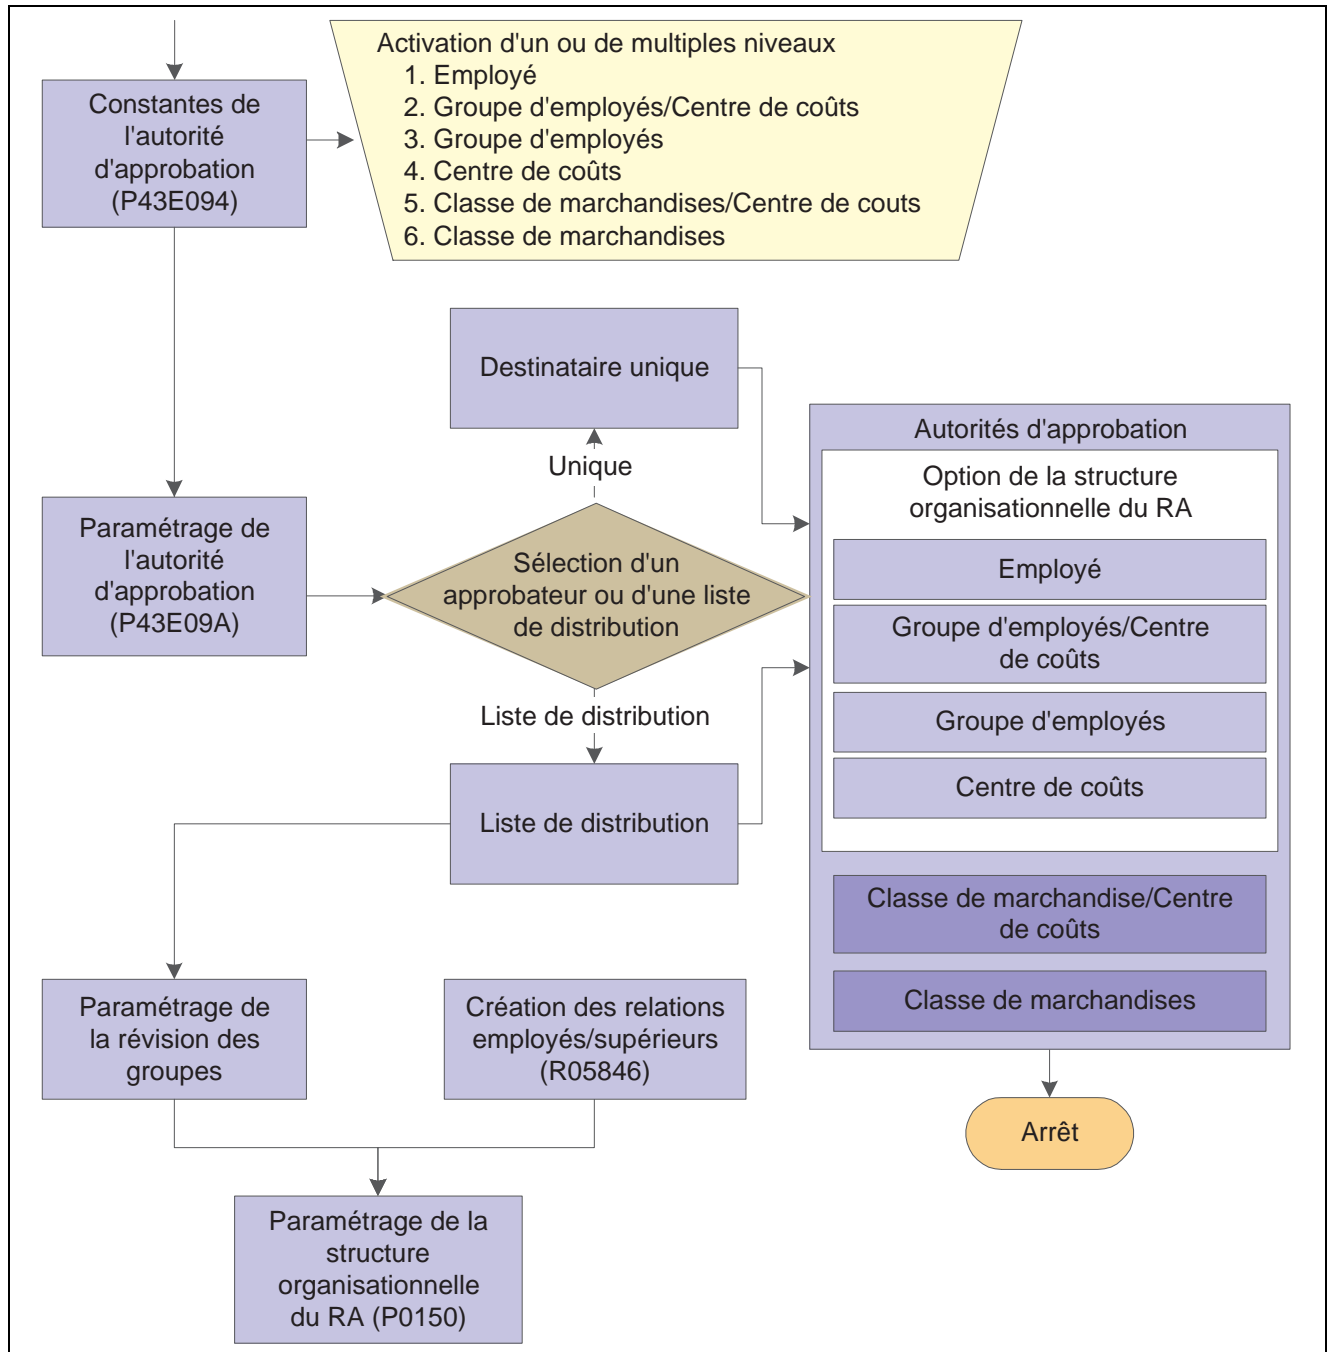 Constantes de
l'autorité
d'approbation
(P43E094)
Activation d'un ou de multiples niveaux
1. Employé
2. Groupe d'employés/Centre de coûts
3. Groupe d'employés
4. Centre de coûts
5. Classe de marchandises/Centre de couts
6. Classe de marchandises
Destinataire unique
Unique
Paramétrage de
l'autorité
d'approbation
(P43E09A)
Sélection d'un
approbateur ou d'une liste
de distribution
Liste de distribution
Liste de distribution
Autorités d'approbation
Option de la structure
organisationnelle du RA
Employé
Groupe d'employés/Centre
de coûts
Groupe d'employés
Centre de coûts
Classe de marchandise/Centre
de coûts
Classe de marchandises
Arrêt
Paramétrage de
la révision des
groupes
Création des relations
employés/supérieurs
(R05846)
Paramétrage de la
structure
organisationnelle
du RA (P0150)